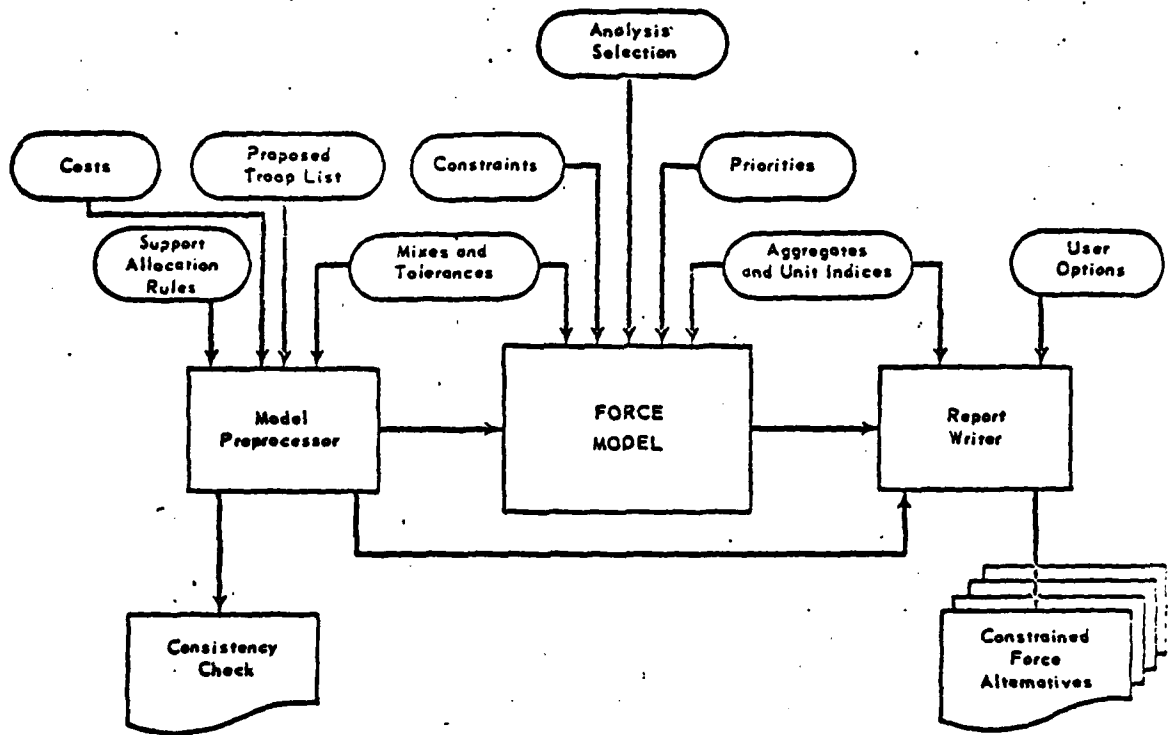 Analysis
Selection
Costs
Proposed
Troop List
Constraints
Priorities
Support
Allocation
Rules
Mixes and
Tolerances
Aggregates
and Unit Indices
User
Options
Model
Preprocessor
FORCE
MODEL
Report
Writer
Consistency
Check
Constrained
Force
Alternatives